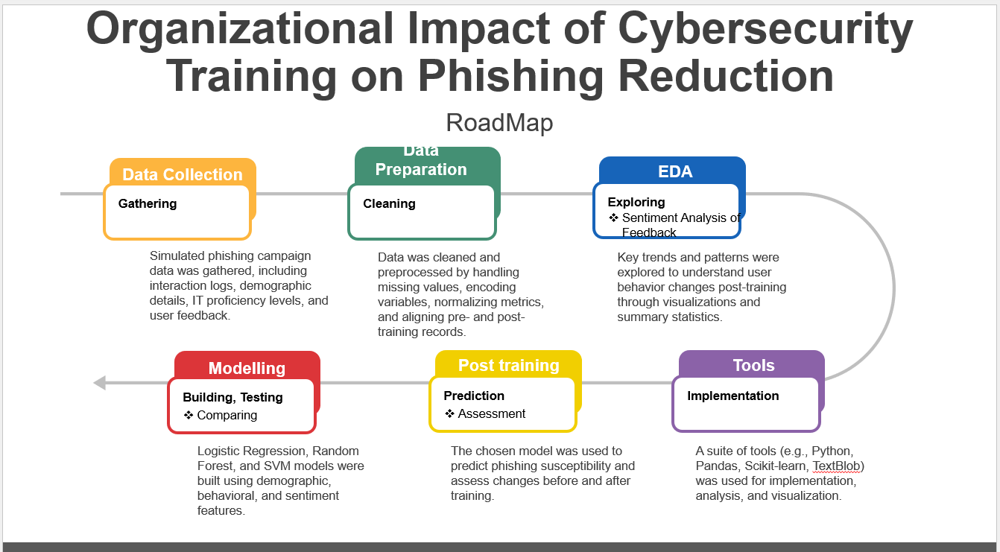 Organizational Impact of Cybersecurity
Training on Phishing Reduction
RoadMap
Data Collection
Gathering
Simulated phishing campaign
data was gathered, including
interaction logs, demographic
details, IT proficiency levels, and
user feedback.
Data
Preparation
Cleaning
Data was cleaned and
preprocessed by handling
missing values, encoding
variables, normalizing metrics,
and aligning pre- and post-
training records.
EDA
Exploring
❖ Sentiment Analysis of
Feedback
Key trends and patterns were
explored to understand user
behavior changes post-training
through visualizations and
summary statistics.
Modelling
Building, Testing
❖ Comparing
Logistic Regression, Random
Forest, and SVM models were
built using demographic,
behavioral, and sentiment
features.
Post training
Prediction
❖ Assessment
The chosen model was used to
predict phishing susceptibility and
assess changes before and after
training.
Tools
Implementation
A suite of tools (e.g., Python,
Pandas, Scikit-learn, TextBlob)
was used for implementation,
analysis, and visualization.